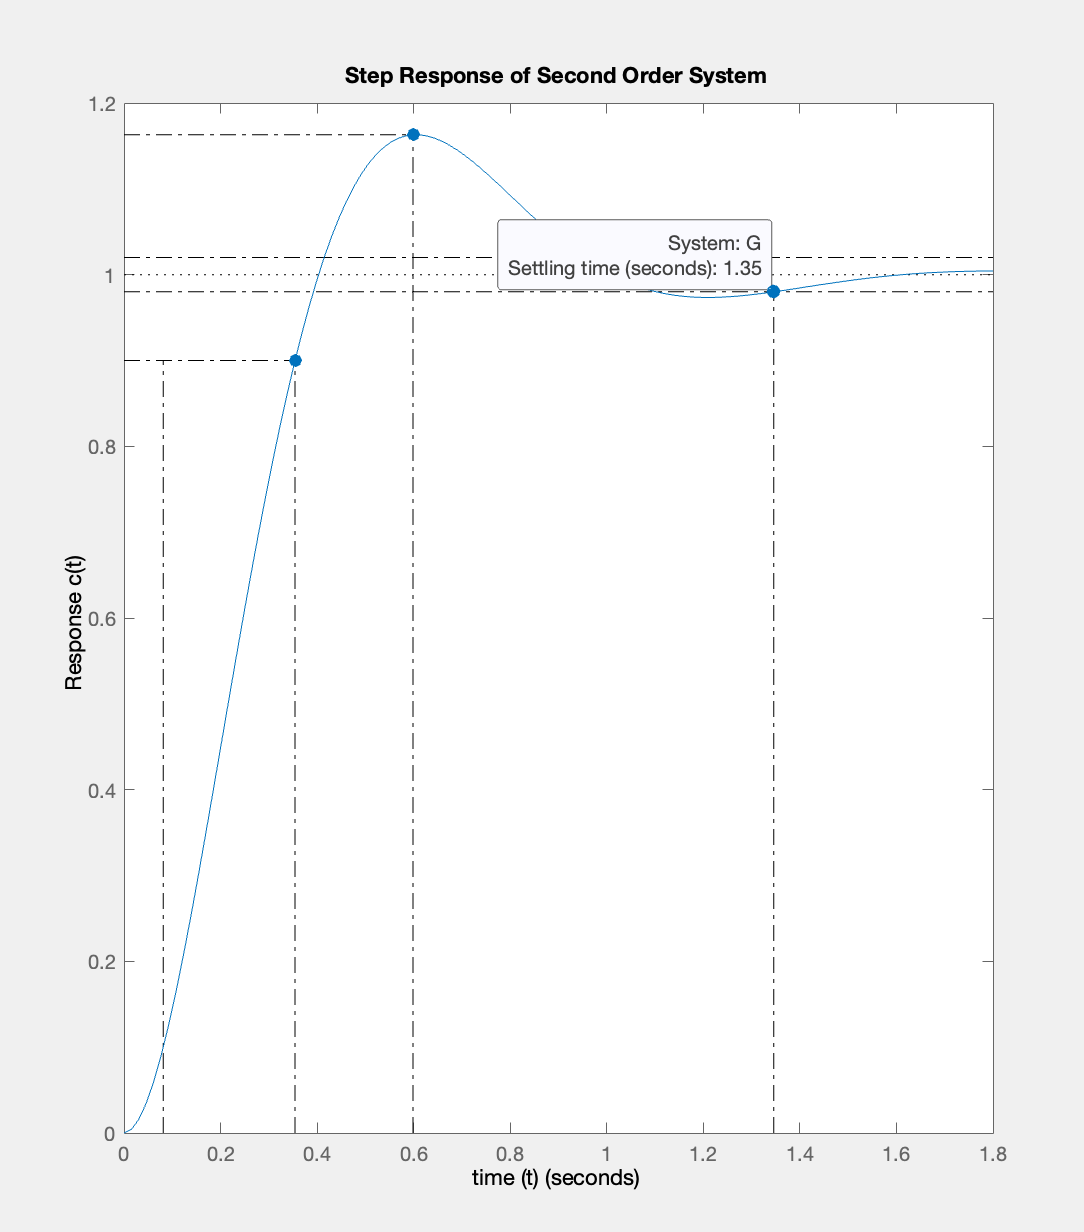 Step Response of Second Order System
1.2
1
0.8
0.6
0.4
0.2
0
Response c(t)
System: G
Settling time (seconds): 1.35
0 0.2 0.4 0.6 0.8 1 1.2 1.4 1.6 1.8
time (t) (seconds)